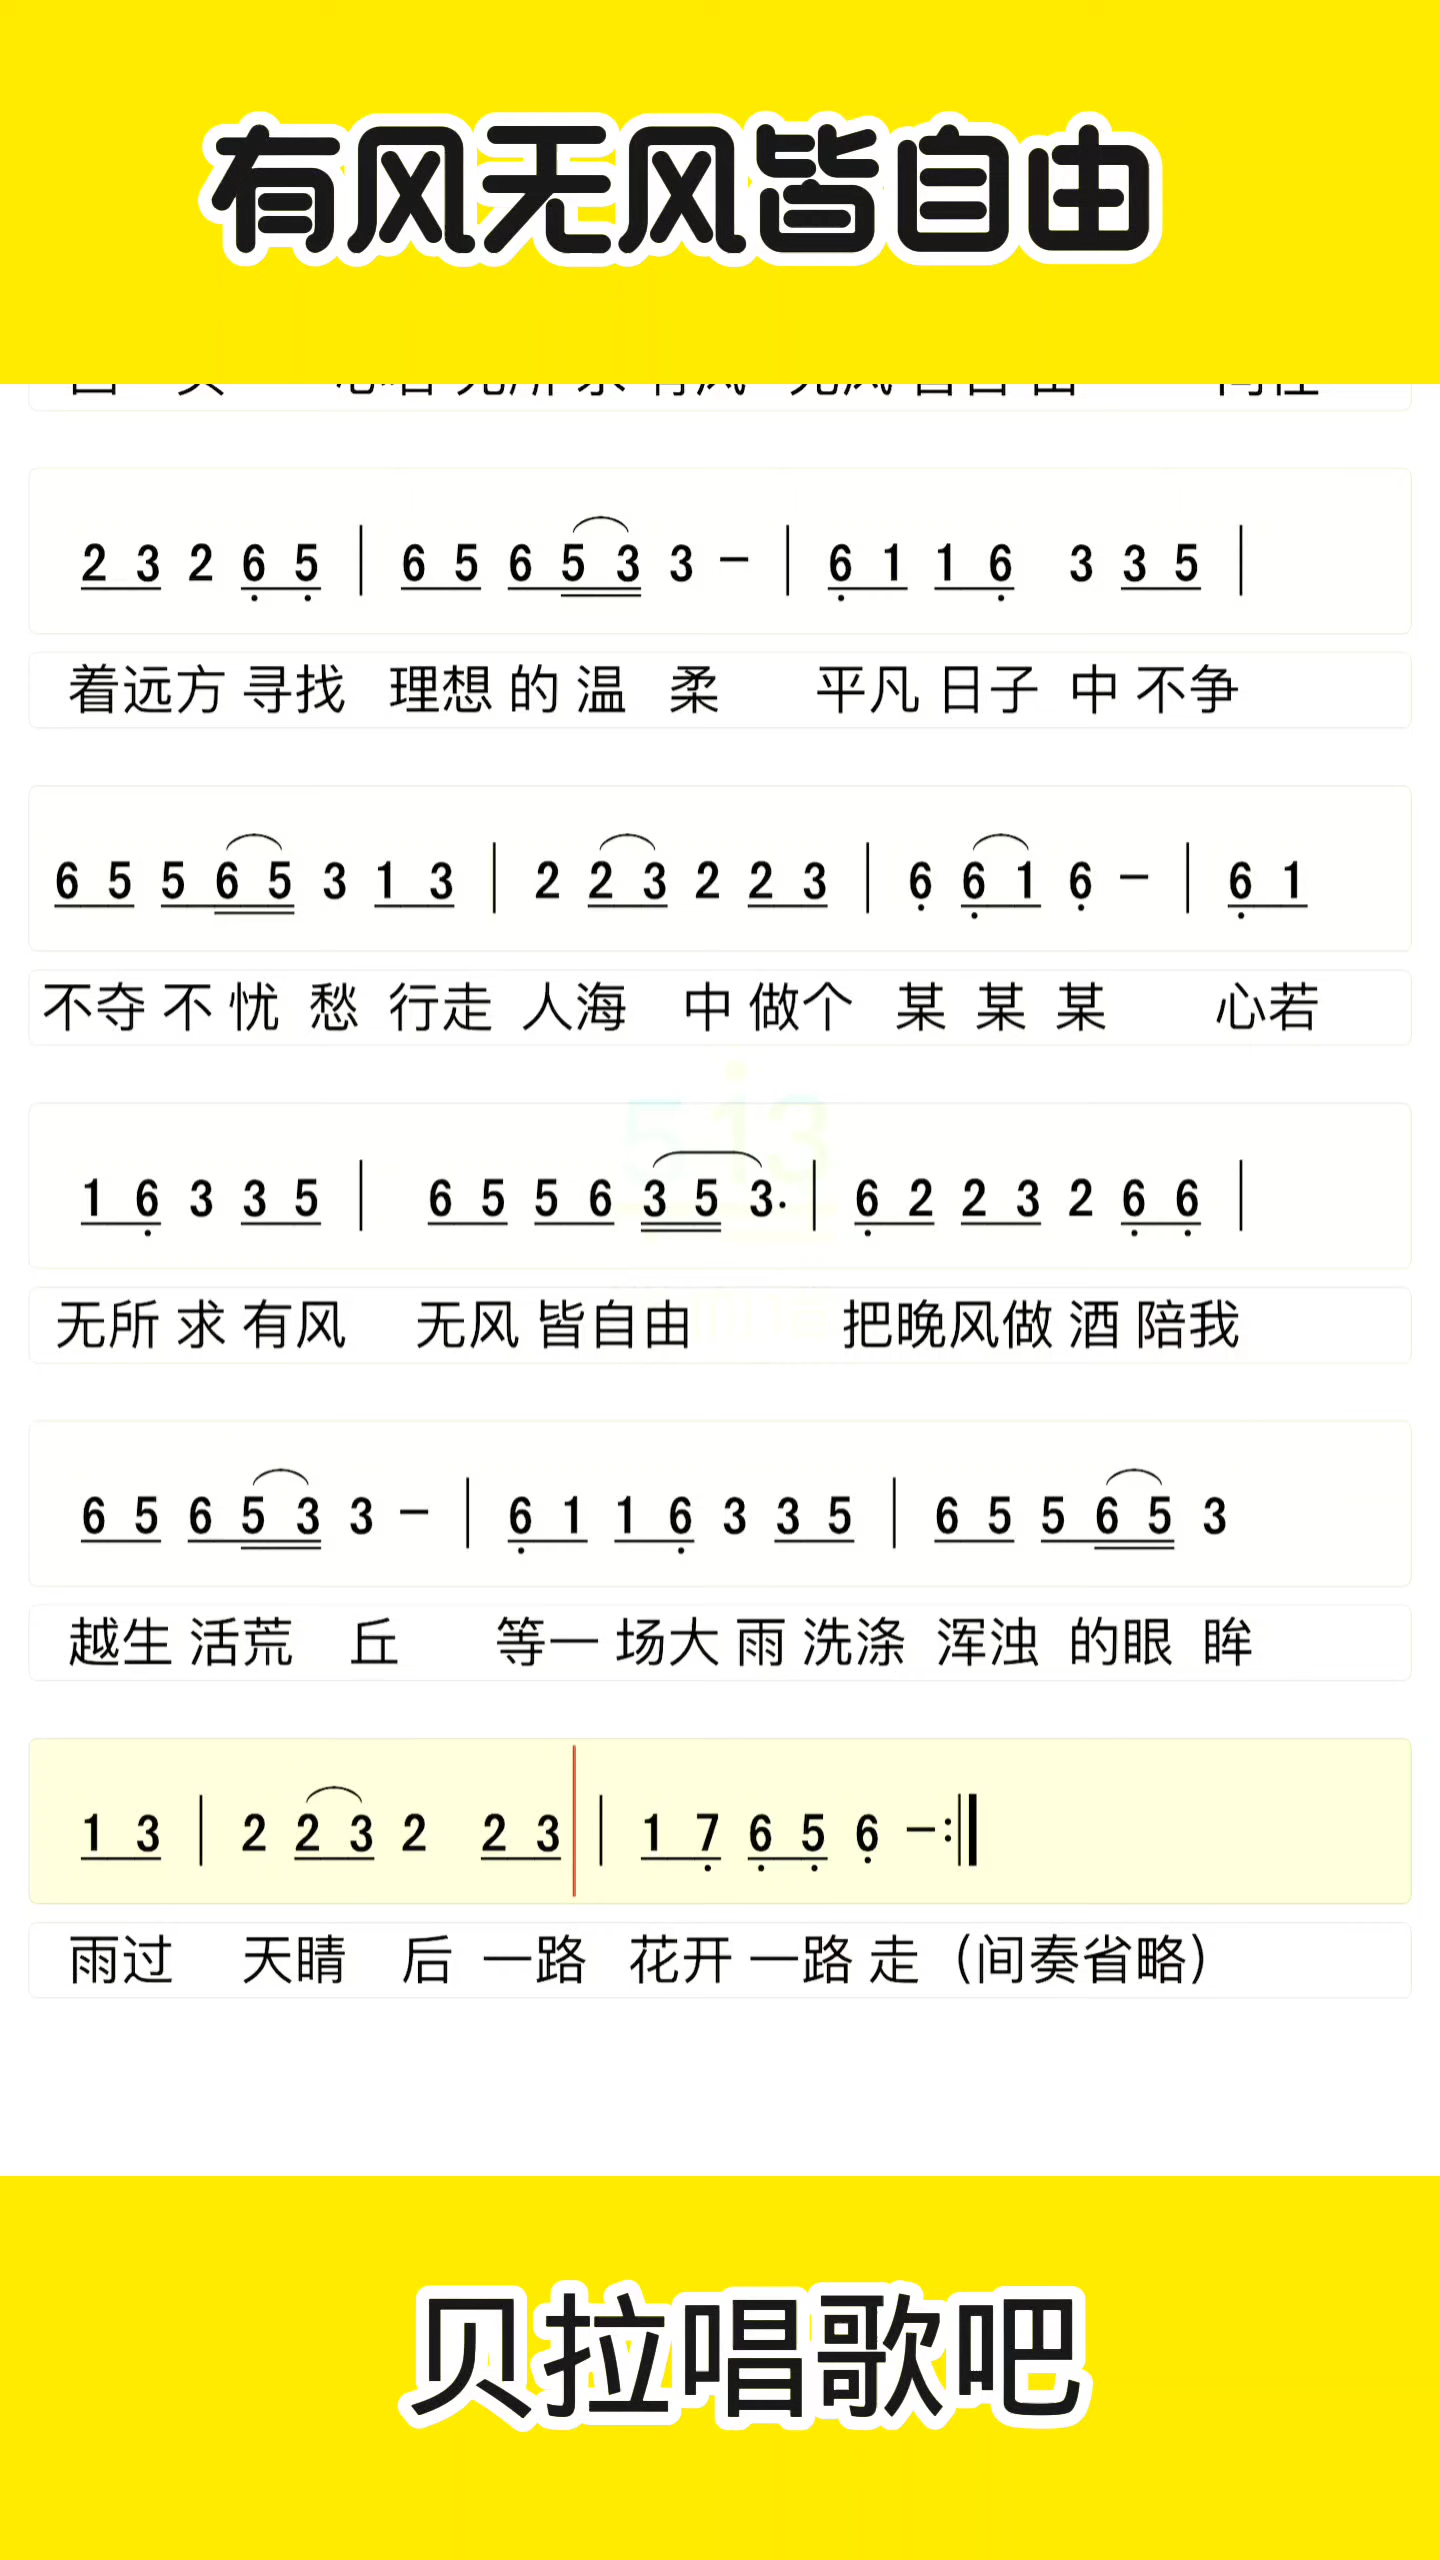 有风无风皆自由
2 3 2 6 5 | 6 5 6 5 3 3 － | 6 1 1 6 3 3 5 |
着远方 寻找 理想 的 温 柔 平凡 日子 中 不争
6 5 5 6 5 3 1 3 | 2 2 3 2 2 3 | 6 6 1 6 － | 6 1
不夺 不 忧 愁 行走 人海 中 做个 某 某 某 心若
1 6 3 3 5 | 6 5 5 6 3 5 3· | 6 2 2 3 2 6 6 |
无所 求 有风 无风 皆自由 把晚风做 酒 陪我
6 5 6 5 3 3 － | 6 1 1 6 3 3 5 | 6 5 5 6 5 3
越生 活荒 丘 等一 场大 雨 洗涤 浑浊 的眼 眸
1 3 | 2 2 3 2 2 3 | 1 7 6 5 6 －:‖
雨过 天睛 后 一路 花开 一路 走（间奏省略）
贝拉唱歌吧